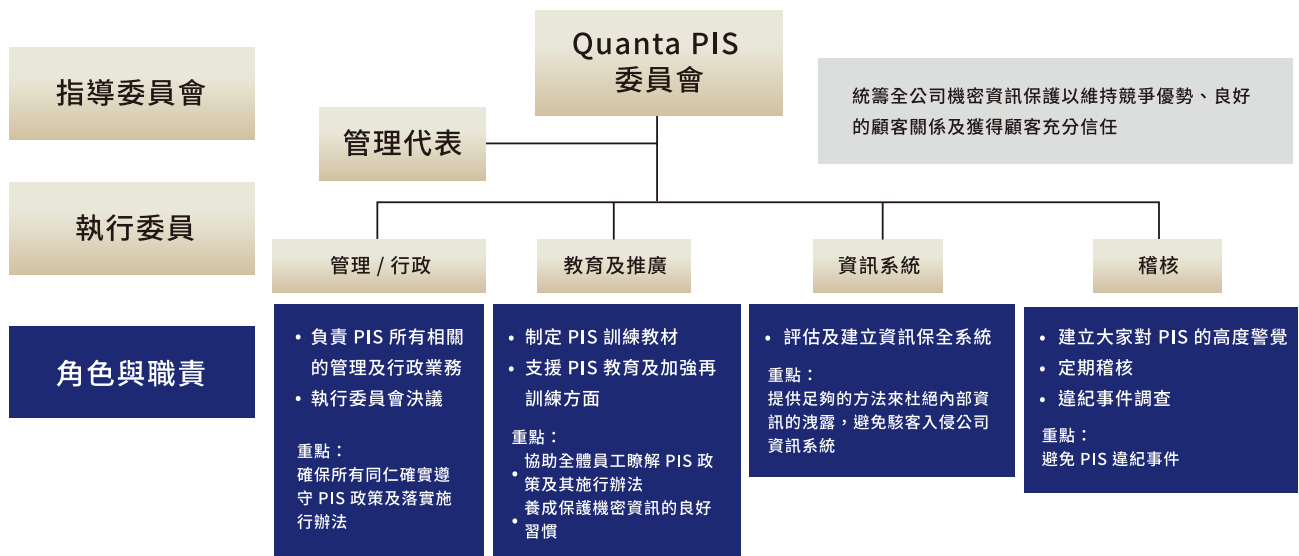 Quanta PIS
委員會
指導委員會
統籌全公司機密資訊保護以維持競爭優勢、良好
的顧客關係及獲得顧客充分信任
管理代表
執行委員
管理 / 行政
教育及推廣
資訊系統
稽核
角色與職責
• 負責 PIS 所有相關
的管理及行政業務
• 執行委員會決議
重點：
確保所有同仁確實遵
守 PIS 政策及落實施
行辦法
• 制定 PIS 訓練教材
• 支援 PIS 教育及加強再
訓練方面
重點：
• 協助全體員工瞭解 PIS 政
策及其施行辦法
• 養成保護機密資訊的良好
習慣
• 評估及建立資訊保全系統
重點：
提供足夠的方法來杜絕內部資
訊的洩露，避免駭客入侵公司
資訊系統
• 建立大家對 PIS 的高度警覺
• 定期稽核
• 違紀事件調查
重點：
避免 PIS 違紀事件